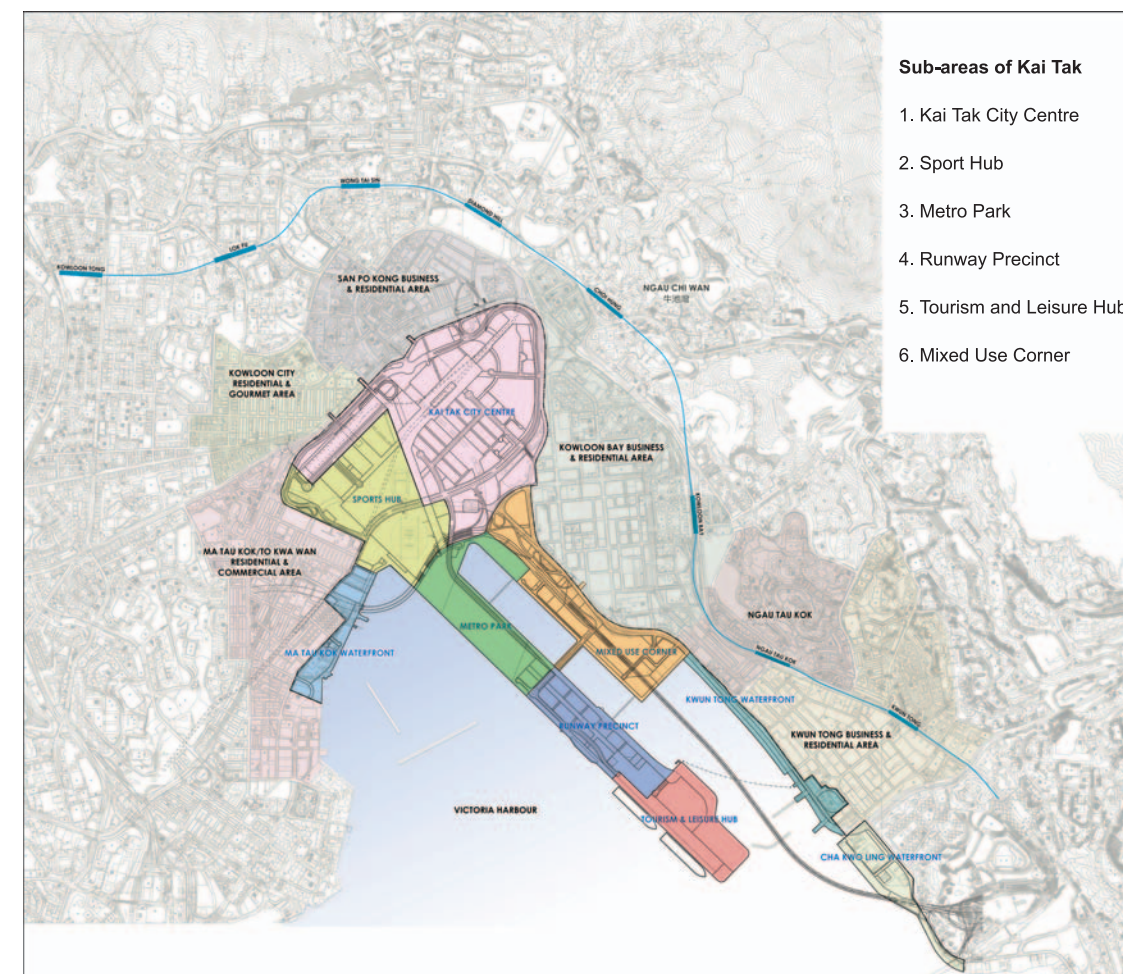 Sub-areas of Kai Tak
1. Kai Tak City Centre
2. Sport Hub
3. Metro Park
4. Runway Precinct
5. Tourism and Leisure Hub
6. Mixed Use Corner
WONG TAI SIN
DIAMOND HILL
LOK FU
KOWLOON TONG
SAN PO KONG BUSINESS
& RESIDENTIAL AREA
NGAU CHI WAN
牛池灣
CHOI HUNG
KOWLOON CITY
RESIDENTIAL &
GOURMET AREA
KAI TAK CITY CENTRE
KOWLOON BAY BUSINESS
& RESIDENTIAL AREA
SPORTS HUB
KOWLOON BAY
MA TAU KOK/TO KWA WAN
RESIDENTIAL &
COMMERCIAL AREA
NGAU TAU KOK
METRO PARK
MA TAU KOK WATERFRONT
MIXED USE CORNER
NGAU TAU KOK
KWUN TONG WATERFRONT
KWUN TONG
RUNWAY PRECINCT
KWUN TONG BUSINESS &
RESIDENTIAL AREA
VICTORIA HARBOUR
TOURISM & LEISURE HUB
CHA KWO LING WATERFRONT